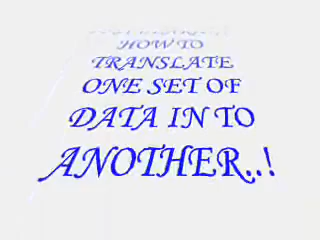 HOW TO
TRANSLATE
ONE SET OF
DATA IN TO
ANOTHER..!